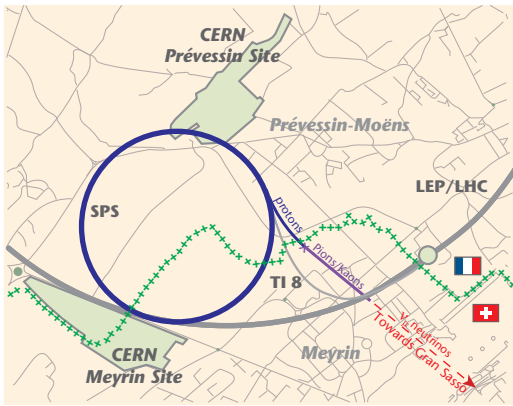 CERN
Prévessin Site
Prévessin-Moëns
LEP/LHC
SPS
Protons
Pions/Kaons
TI 8
νμ neutrinos
Towards Gran Sasso
Meyrin
CERN
Meyrin Site